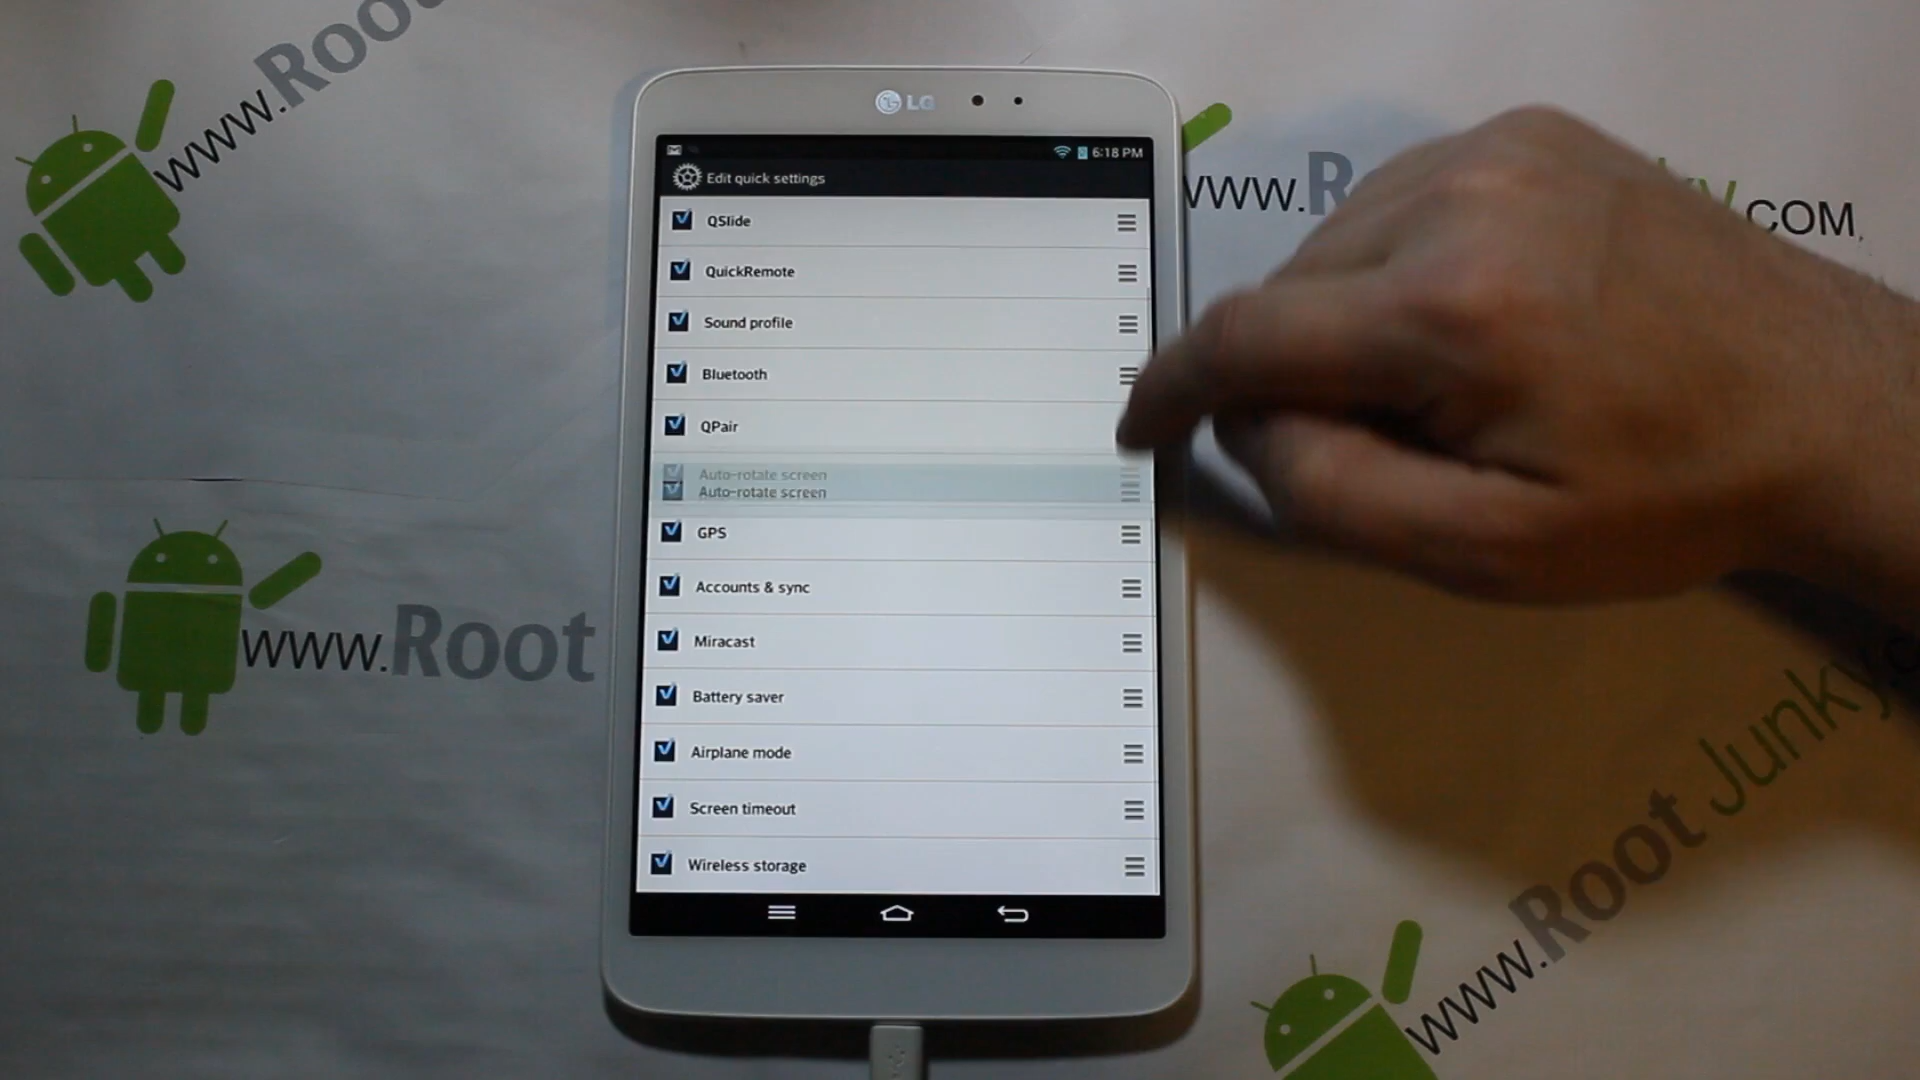 www.Root
LG
6:18 PM
Edit quick settings
QSlide
QuickRemote
Sound profile
Bluetooth
QPair
Auto-rotate screen
Auto-rotate screen
GPS
Accounts & sync
Miracast
Battery saver
Airplane mode
Screen timeout
Wireless storage
www.R
.COM
www.Root
www.Root Junky.c